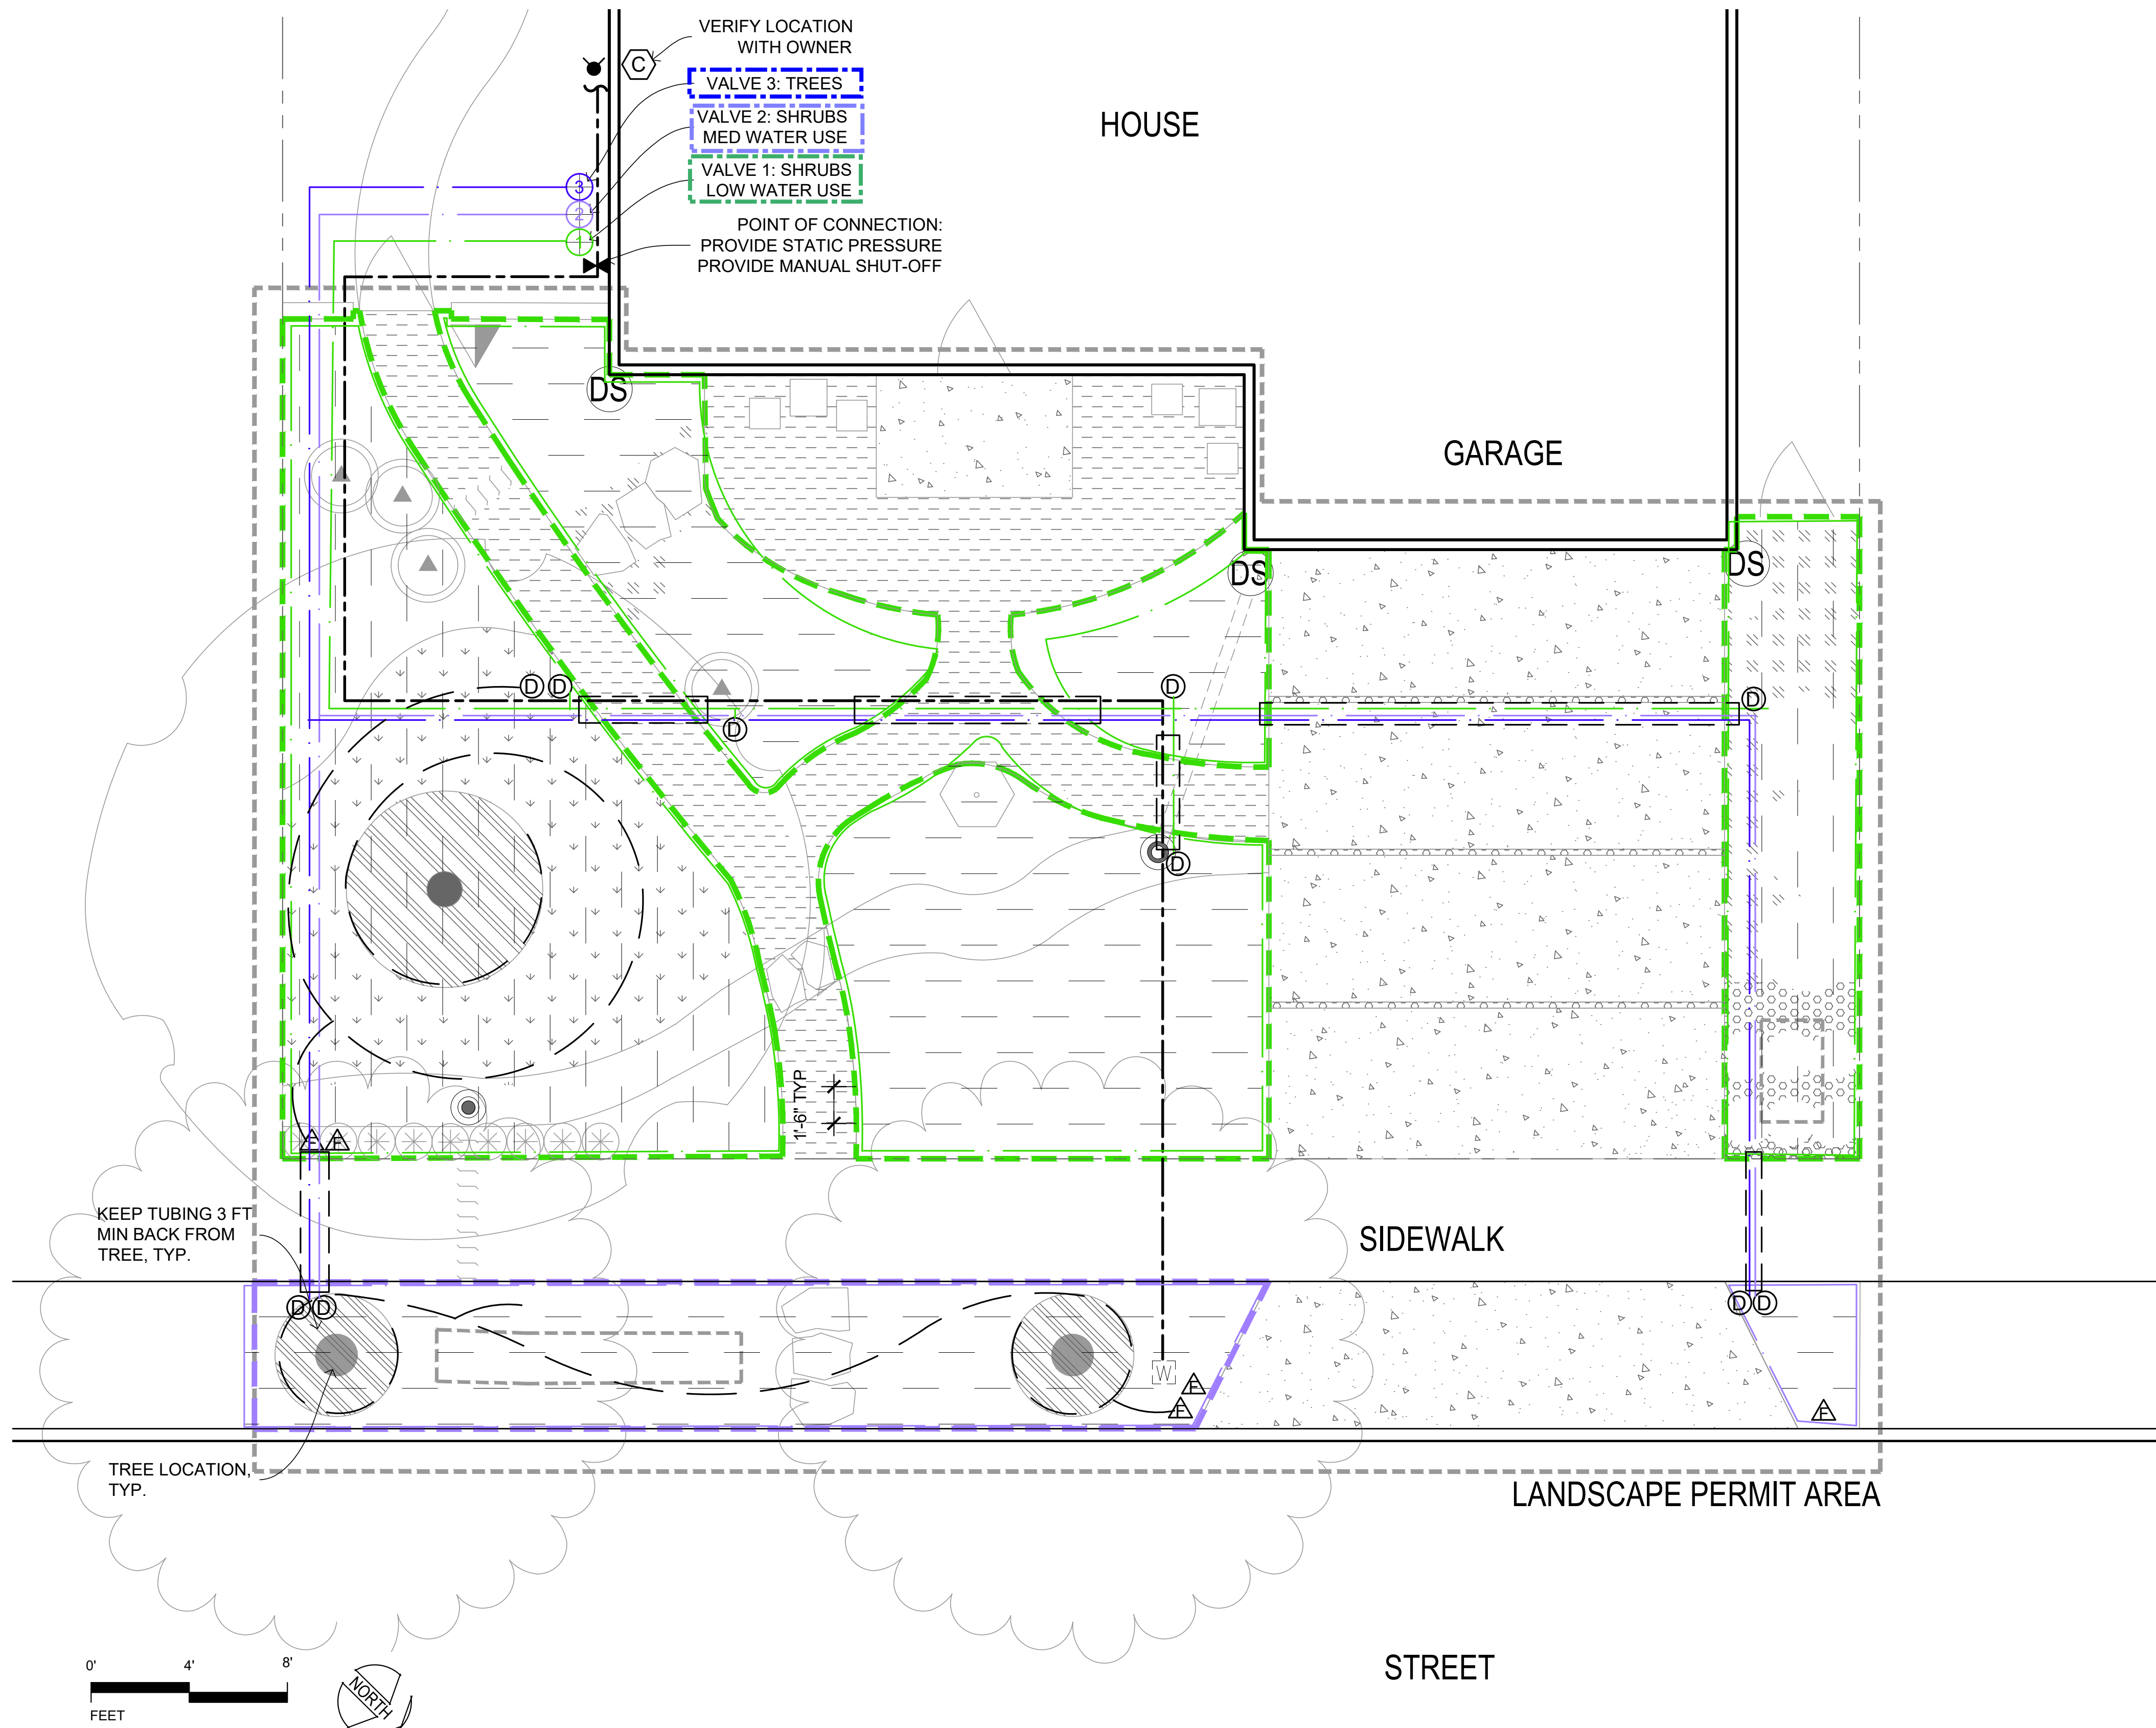 VERIFY LOCATION
WITH OWNER
C
VALVE 3: TREES
VALVE 2: SHRUBS
MED WATER USE
VALVE 1: SHRUBS
LOW WATER USE
POINT OF CONNECTION:
PROVIDE STATIC PRESSURE
PROVIDE MANUAL SHUT-OFF
3
2
1
HOUSE
GARAGE
DS
DS
DS
D
D
D
D
D
D
1'-6" TYP
F
F
KEEP TUBING 3 FT
MIN BACK FROM
TREE, TYP.
SIDEWALK
D
D
D
D
W
F
F
F
TREE LOCATION,
TYP.
LANDSCAPE PERMIT AREA
STREET
0'
4'
8'
FEET
NORTH